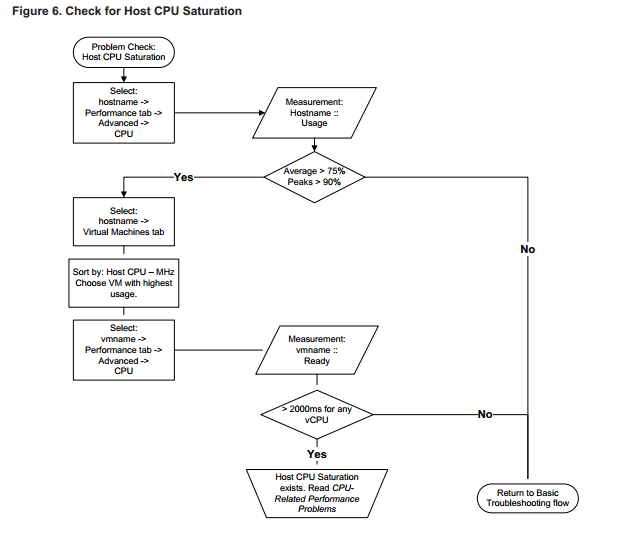 Figure 6. Check for Host CPU Saturation
Problem Check:
Host CPU Saturation
Select:
hostname ->
Performance tab ->
Advanced ->
CPU
Measurement:
Hostname ::
Usage
Average > 75%
Peaks > 90%
Yes
No
Select:
hostname ->
Virtual Machines tab
Sort by: Host CPU – MHz
Choose VM with highest
usage.
Select:
vmname ->
Performance tab ->
Advanced ->
CPU
Measurement:
vmname ::
Ready
> 2000ms for any
vCPU
No
Yes
Host CPU Saturation
exists. Read CPU-
Related Performance
Problems
Return to Basic
Troubleshooting flow